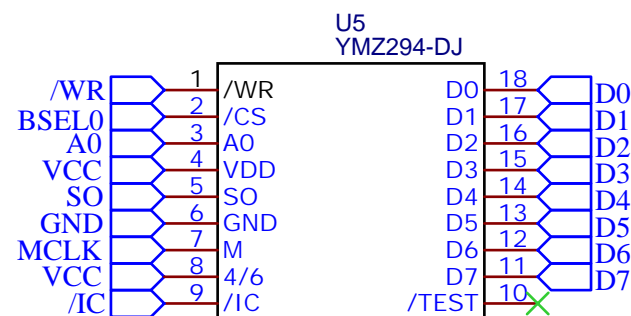 U5
YMZ294-DJ
/WR 1 /WR D0 18 D0
BSEL0 2 /CS D1 17 D1
A0 3 A0 D2 16 D2
VCC 4 VDD D3 15 D3
SO 5 SO D4 14 D4
GND 6 GND D5 13 D5
MCLK 7 M D6 12 D6
VCC 8 4/6 D7 11 D7
/IC 9 /IC /TEST 10